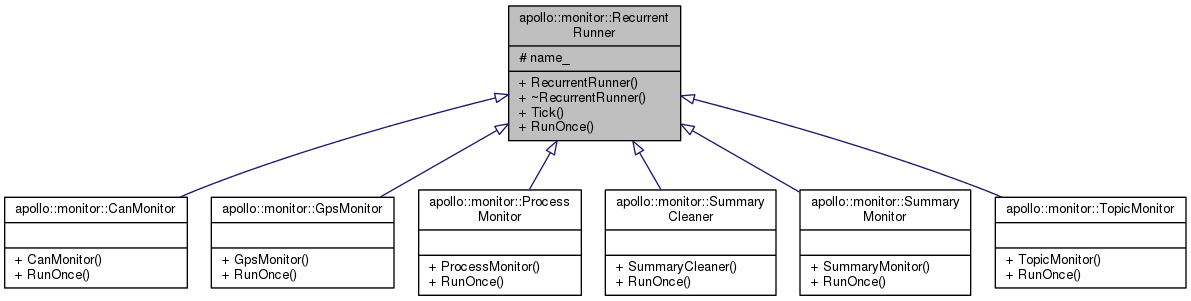 apollo::monitor::Recurrent
Runner
# name_
+ RecurrentRunner()
+ ~RecurrentRunner()
+ Tick()
+ RunOnce()
apollo::monitor::CanMonitor
+ CanMonitor()
+ RunOnce()
apollo::monitor::GpsMonitor
+ GpsMonitor()
+ RunOnce()
apollo::monitor::Process
Monitor
+ ProcessMonitor()
+ RunOnce()
apollo::monitor::Summary
Cleaner
+ SummaryCleaner()
+ RunOnce()
apollo::monitor::Summary
Monitor
+ SummaryMonitor()
+ RunOnce()
apollo::monitor::TopicMonitor
+ TopicMonitor()
+ RunOnce()